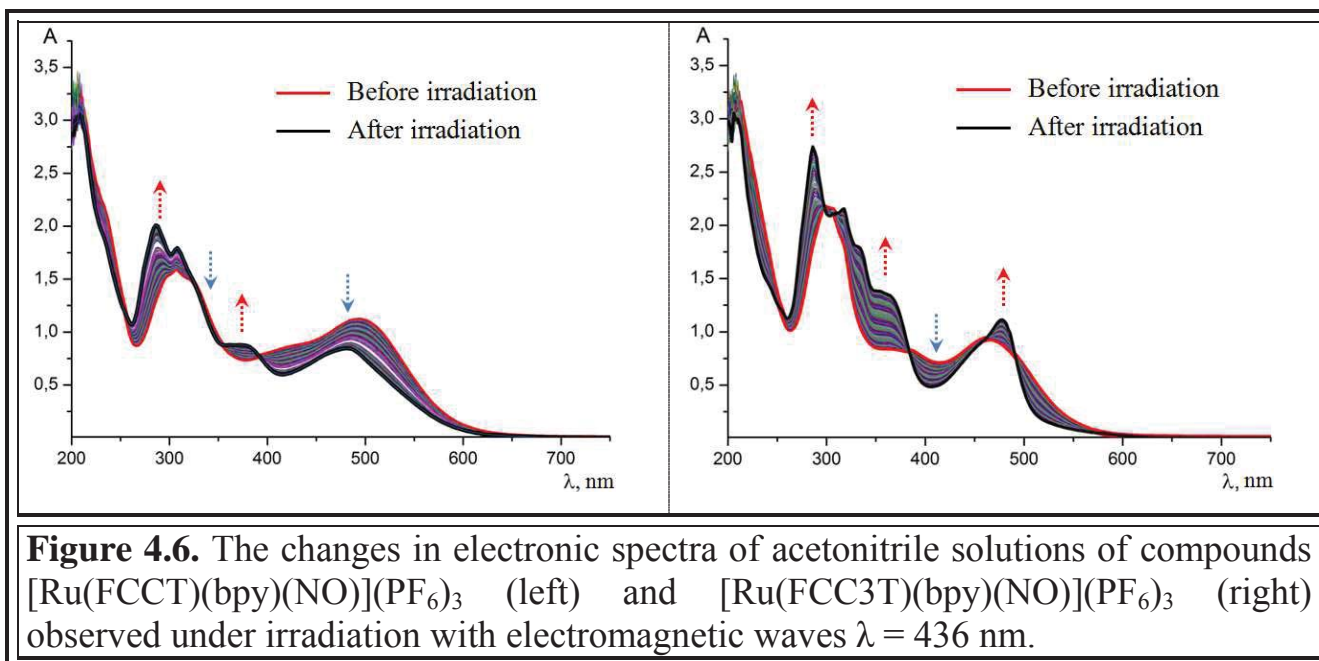 A
3,5
3,0
2,5
2,0
1,5
1,0
0,5
200 300 400 500 600 700
λ, nm
Before irradiation
After irradiation
A
3,5
3,0
2,5
2,0
1,5
1,0
0,5
200 300 400 500 600 700
λ, nm
Before irradiation
After irradiation
Figure 4.6. The changes in electronic spectra of acetonitrile solutions of compounds
[Ru(FCCT)(bpy)(NO)](PF₆)₃ (left) and [Ru(FCC3T)(bpy)(NO)](PF₆)₃ (right)
observed under irradiation with electromagnetic waves λ = 436 nm.